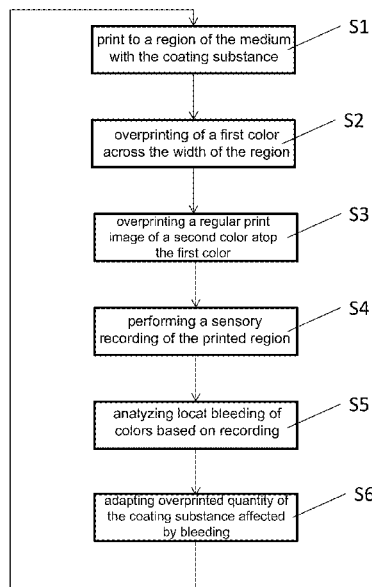 S1
print to a region of the medium
with the coating substance
S2
overprinting of a first color
across the width of the region
S3
overprinting a regular print
image of a second color atop
the first color
S4
performing a sensory
recording of the printed region
S5
analyzing local bleeding of
colors based on recording
S6
adapting overprinted quantity of
the coating substance affected
by bleeding